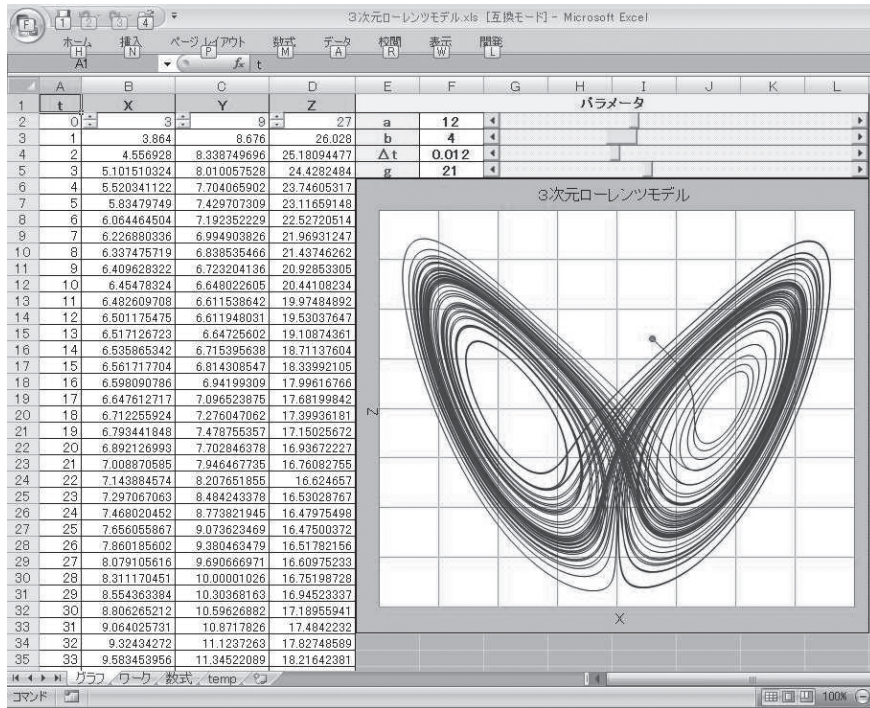 3次元ローレンツモデル.xls [互換モード] - Microsoft Excel
F 1 2 3 4
ホーム 挿入 ページ レイアウト 数式 データ 校閲 表示 開発
H N P M A R W L
A1 fx t
A B C D E F G H I J K L
1 t X Y Z パラメータ
2 0 3 9 27 a 12
3 1 3.864 8.676 26.028 b 4
4 2 4.556928 8.338749696 25.18094477 Δt 0.012
5 3 5.101510324 8.010057528 24.4282484 g 21
6 4 5.520341122 7.704065902 23.74605317
3次元ローレンツモデル
7 5 5.83479749 7.429707309 23.11659148
8 6 6.064464504 7.192352229 22.52720514
9 7 6.226880336 6.994903826 21.96931247
10 8 6.337475719 6.838535466 21.43746262
11 9 6.409628322 6.723204136 20.92853305
12 10 6.45478324 6.648022605 20.44108234
13 11 6.482609708 6.611538642 19.97484892
14 12 6.501175475 6.611948031 19.53037647
15 13 6.517126723 6.64725602 19.10874361
16 14 6.535865342 6.715395638 18.71137604
17 15 6.561717704 6.814308547 18.33992105
18 16 6.598090786 6.94199309 17.99616766
19 17 6.647612717 7.096523875 17.68199842
20 18 6.712255924 7.276047062 17.39936181
Z
21 19 6.793441848 7.478755357 17.15025672
22 20 6.892126993 7.702846378 16.93672227
23 21 7.008870585 7.946467735 16.76082755
24 22 7.143884574 8.207651855 16.624657
25 23 7.297067063 8.484243378 16.53028767
26 24 7.468020452 8.773821945 16.47975498
27 25 7.656055867 9.073623469 16.47500372
28 26 7.860185602 9.380463479 16.51782156
29 27 8.079105616 9.690666971 16.60975233
30 28 8.311170451 10.00001026 16.75198728
31 29 8.554363384 10.30368163 16.94523337
32 30 8.806265212 10.59626882 17.18955941
33 31 9.064025731 10.8717826 17.4842232
X
34 32 9.32434272 11.1237263 17.82748589
35 33 9.583453956 11.34522089 18.21642381
グラフ ワーク 数式 temp
コマンド 100%